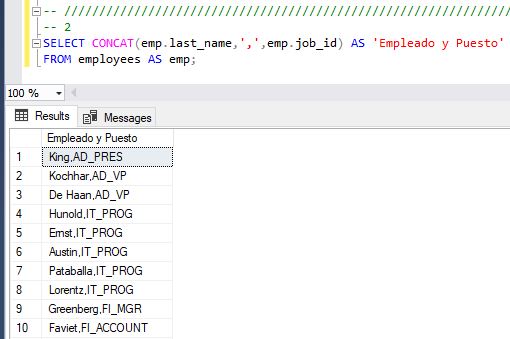 -- //////////////////////////////////////////////////////////////////
-- 2
SELECT CONCAT(emp.last_name,',',emp.job_id) AS 'Empleado y Puesto'
FROM employees AS emp;
100 %
Results Messages
Empleado y Puesto
1 King,AD_PRES
2 Kochhar,AD_VP
3 De Haan,AD_VP
4 Hunold,IT_PROG
5 Ernst,IT_PROG
6 Austin,IT_PROG
7 Pataballa,IT_PROG
8 Lorentz,IT_PROG
9 Greenberg,FI_MGR
10 Faviet,FI_ACCOUNT